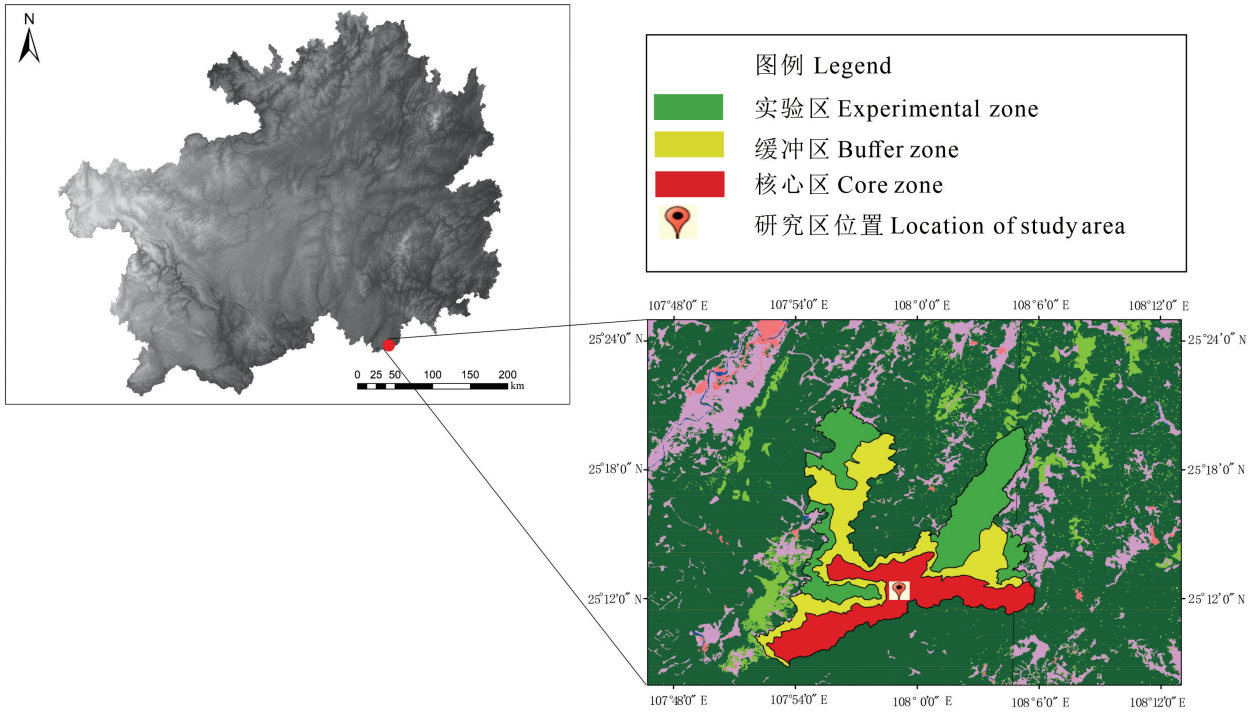 N
0 25 50 100 150 200
km
图例 Legend
实验区 Experimental zone
缓冲区 Buffer zone
核心区 Core zone
研究区位置 Location of study area
107°48′0″ E 107°54′0″ E 108°0′0″ E 108°6′0″ E 108°12′0″ E
25°24′0″ N 25°24′0″ N
25°18′0″ N 25°18′0″ N
25°12′0″ N 25°12′0″ N
107°48′0″ E 107°54′0″ E 108°0′0″ E 108°6′0″ E 108°12′0″ E